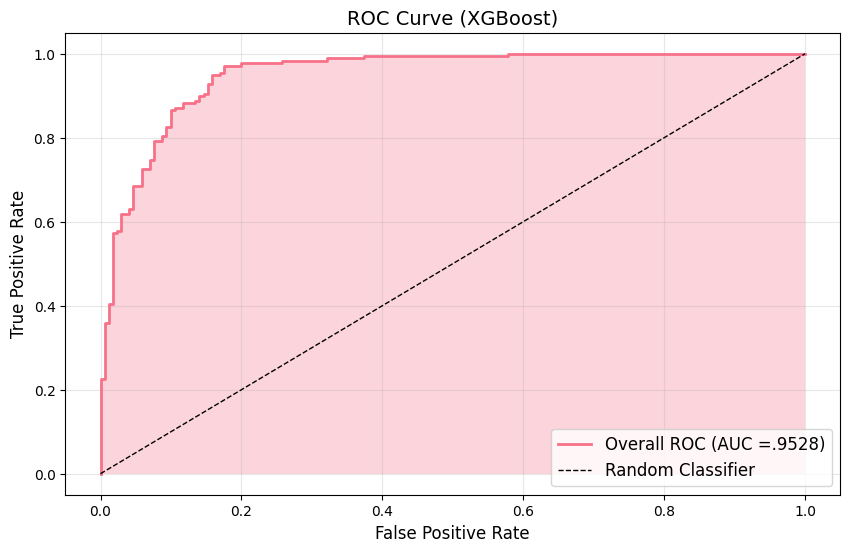 ROC Curve (XGBoost)
1.0
0.8
0.6
0.4
0.2
0.0
True Positive Rate
Overall ROC (AUC =.9528)
Random Classifier
0.0 0.2 0.4 0.6 0.8 1.0
False Positive Rate